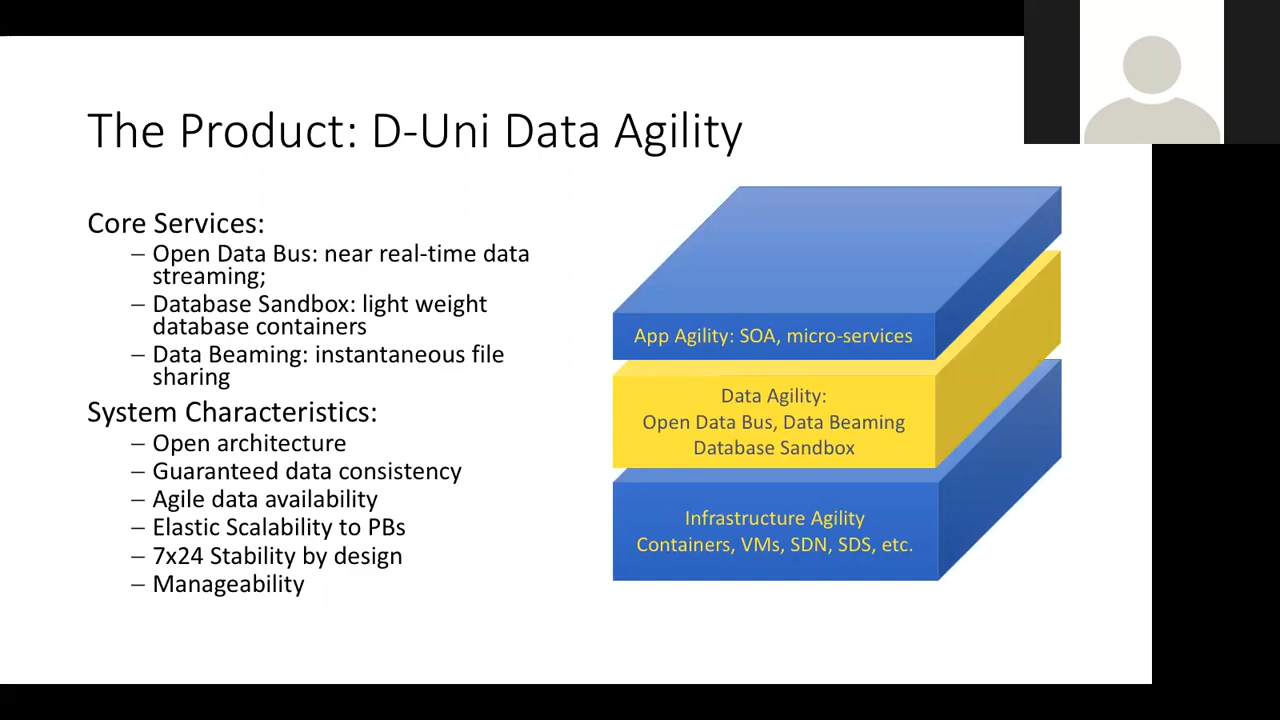 The Product: D-Uni Data Agility
Core Services:
– Open Data Bus: near real-time data
streaming;
– Database Sandbox: light weight
database containers
– Data Beaming: instantaneous file
sharing
System Characteristics:
– Open architecture
– Guaranteed data consistency
– Agile data availability
– Elastic Scalability to PBs
– 7x24 Stability by design
– Manageability
App Agility: SOA, micro-services
Data Agility:
Open Data Bus, Data Beaming
Database Sandbox
Infrastructure Agility
Containers, VMs, SDN, SDS, etc.